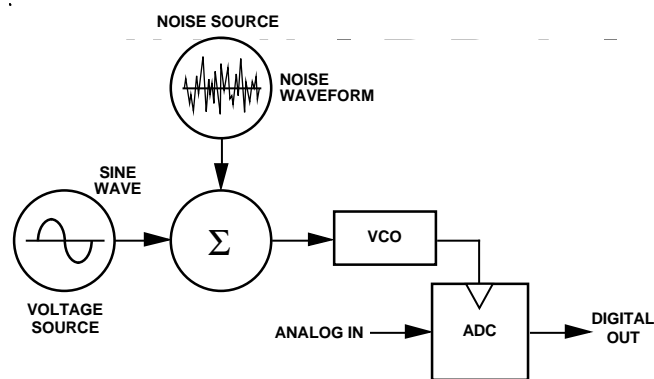 NOISE SOURCE
NOISE
WAVEFORM
SINE
WAVE
Σ
VCO
VOLTAGE
SOURCE
ANALOG IN
ADC
DIGITAL
OUT